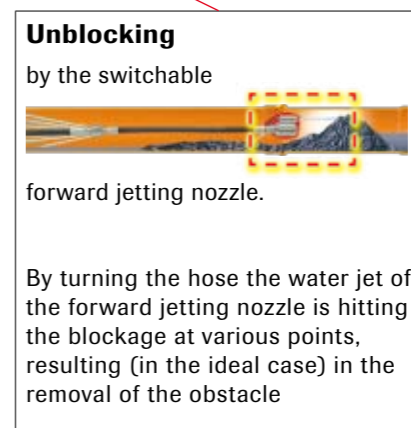 Unblocking
by the switchable
forward jetting nozzle.
By turning the hose the water jet of
the forward jetting nozzle is hitting
the blockage at various points,
resulting (in the ideal case) in the
removal of the obstacle